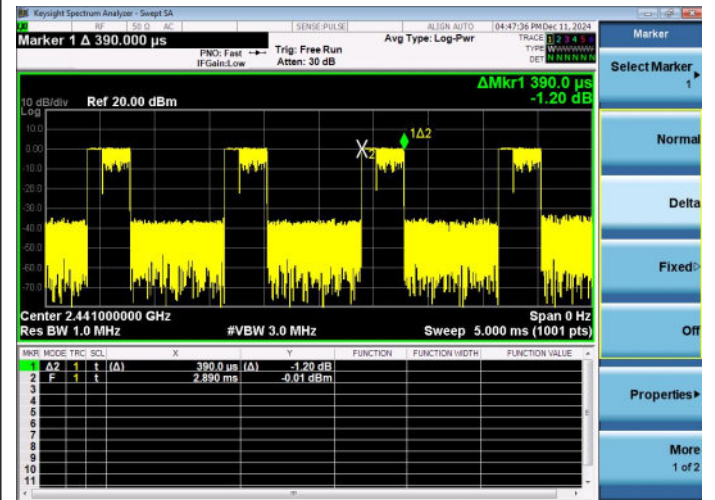 Keysight Spectrum Analyzer - Swept SA
RF 50 Ω AC SENSE:PULSE ALIGN AUTO 04:47:36 PM Dec 11, 2024
Marker 1 Δ 390.000 µs
PNO: Fast
IFGain:Low
Trig: Free Run
Atten: 30 dB
Avg Type: Log-Pwr
TRACE 1 2 3 4 5 6
TYPE WWWWWW
DET N N N N N N
ΔMkr1 390.0 µs
-1.20 dB
10 dB/div Ref 20.00 dBm
Log
10.0
0.00
-10.0
-20.0
-30.0
-40.0
-50.0
-60.0
-70.0
X2
1Δ2
Center 2.441000000 GHz Span 0 Hz
Res BW 1.0 MHz #VBW 3.0 MHz Sweep 5.000 ms (1001 pts)
MKR MODE TRC SCL X Y FUNCTION FUNCTION WIDTH FUNCTION VALUE
1 Δ2 1 t (Δ) 390.0 µs (Δ) -1.20 dB
2 F 1 t 2.890 ms -0.01 dBm
3
4
5
6
7
8
9
10
11
Marker
Select Marker
1
Normal
Delta
Fixed
Off
Properties
More
1 of 2